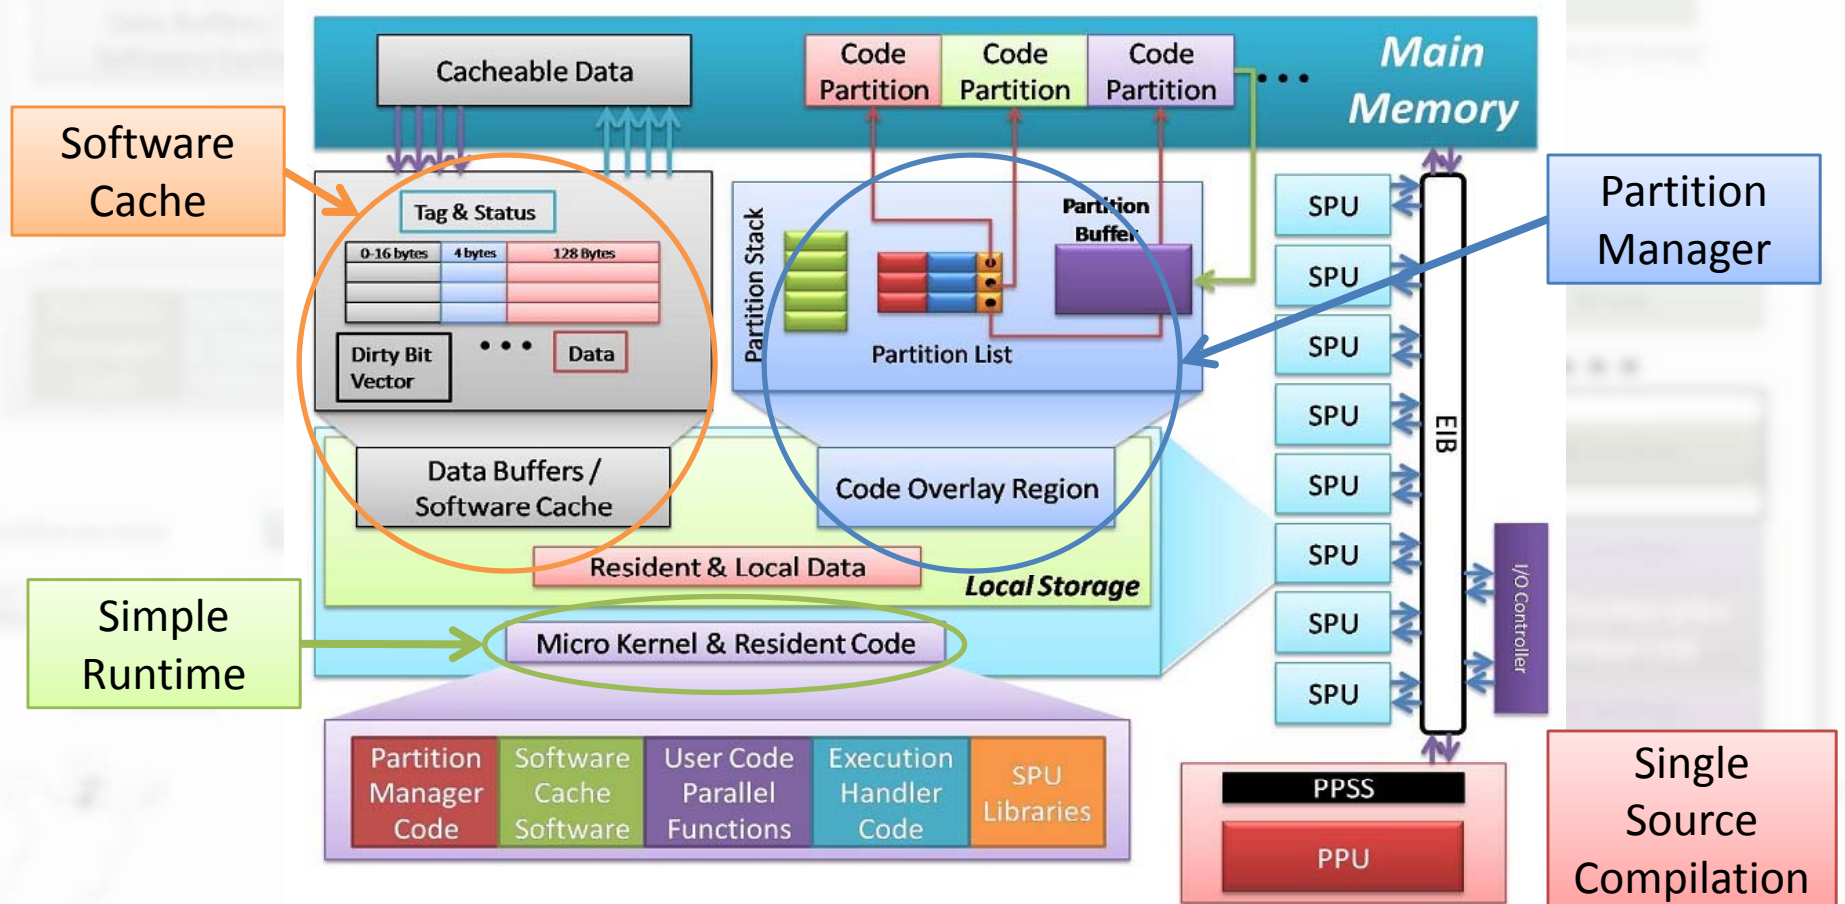 Cacheable Data
Code
Partition
Code
Partition
Code
Partition
...
Main
Memory
Software
Cache
Tag & Status
0-16 bytes
4 bytes
128 Bytes
Dirty Bit
Vector
...
Data
Partition Stack
Partition
Buffer
Partition List
Partition
Manager
SPU
SPU
SPU
SPU
SPU
SPU
SPU
SPU
EIB
I/O Controller
Data Buffers /
Software Cache
Code Overlay Region
Resident & Local Data
Local Storage
Simple
Runtime
Micro Kernel & Resident Code
Partition
Manager
Code
Software
Cache
Software
User Code
Parallel
Functions
Execution
Handler
Code
SPU
Libraries
PPSS
PPU
Single
Source
Compilation